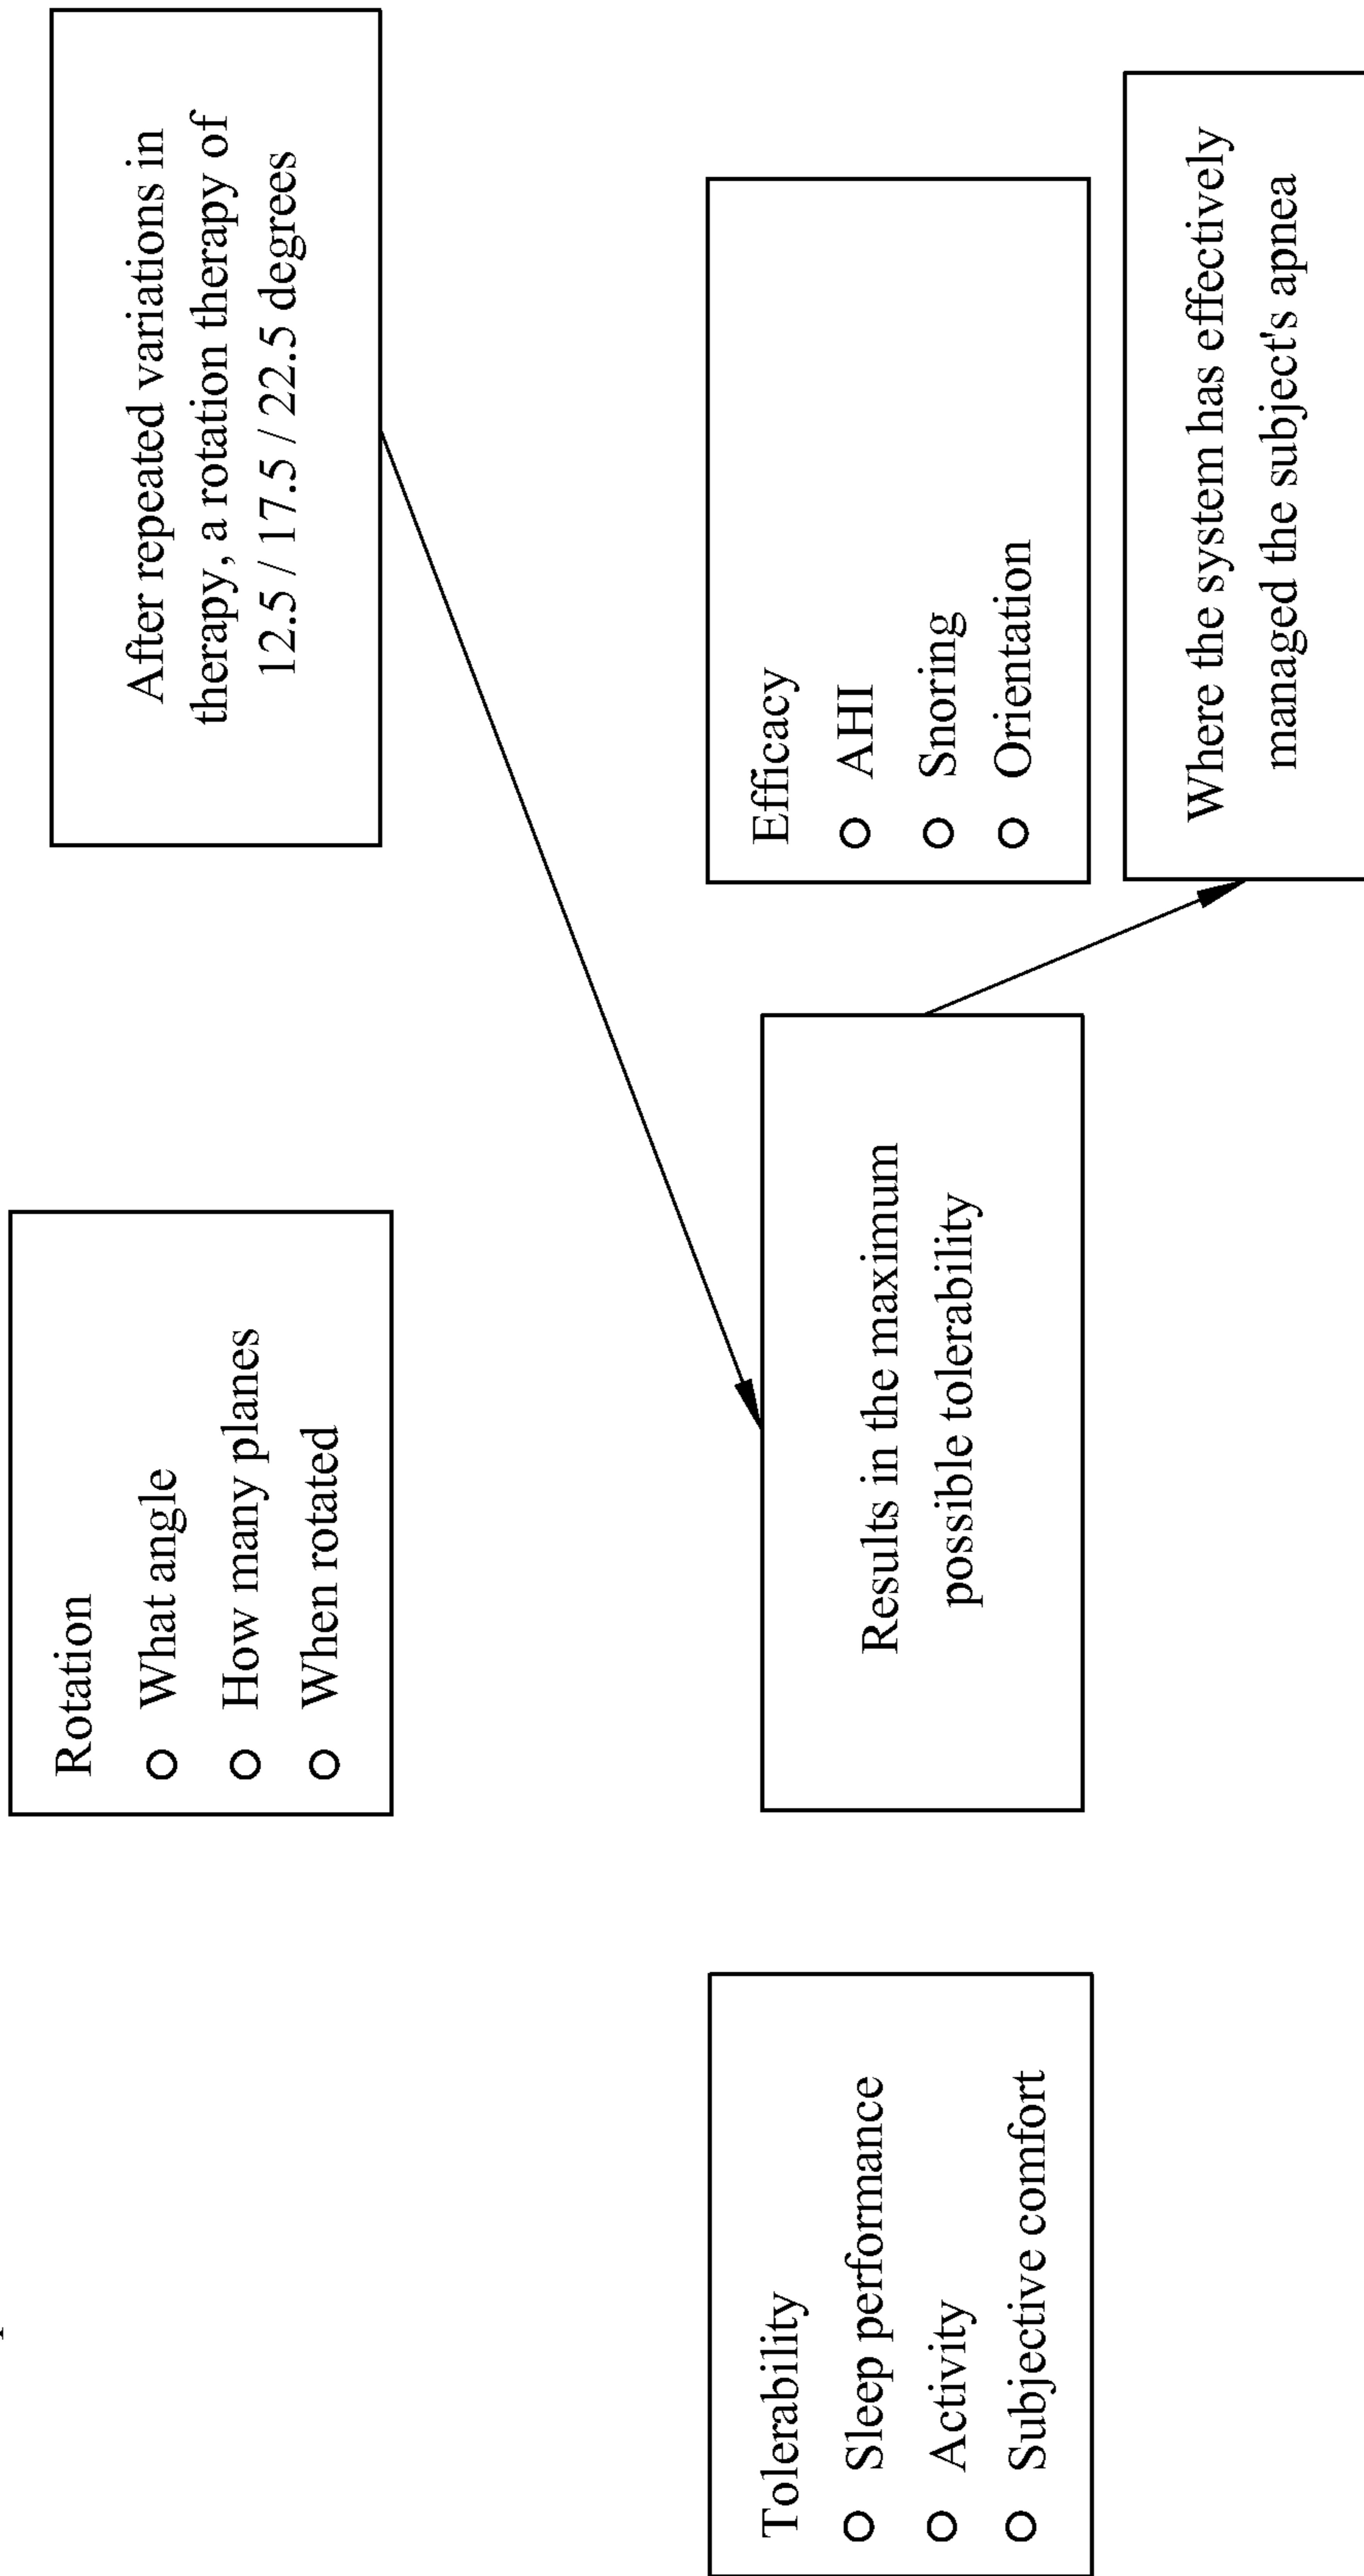 Rotation
○ What angle
○ How many planes
○ When rotated
After repeated variations in
therapy, a rotation therapy of
12.5 / 17.5 / 22.5 degrees
Tolerability
○ Sleep performance
○ Activity
○ Subjective comfort
Results in the maximum
possible tolerability
Efficacy
○ AHI
○ Snoring
○ Orientation
Where the system has effectively
managed the subject's apnea